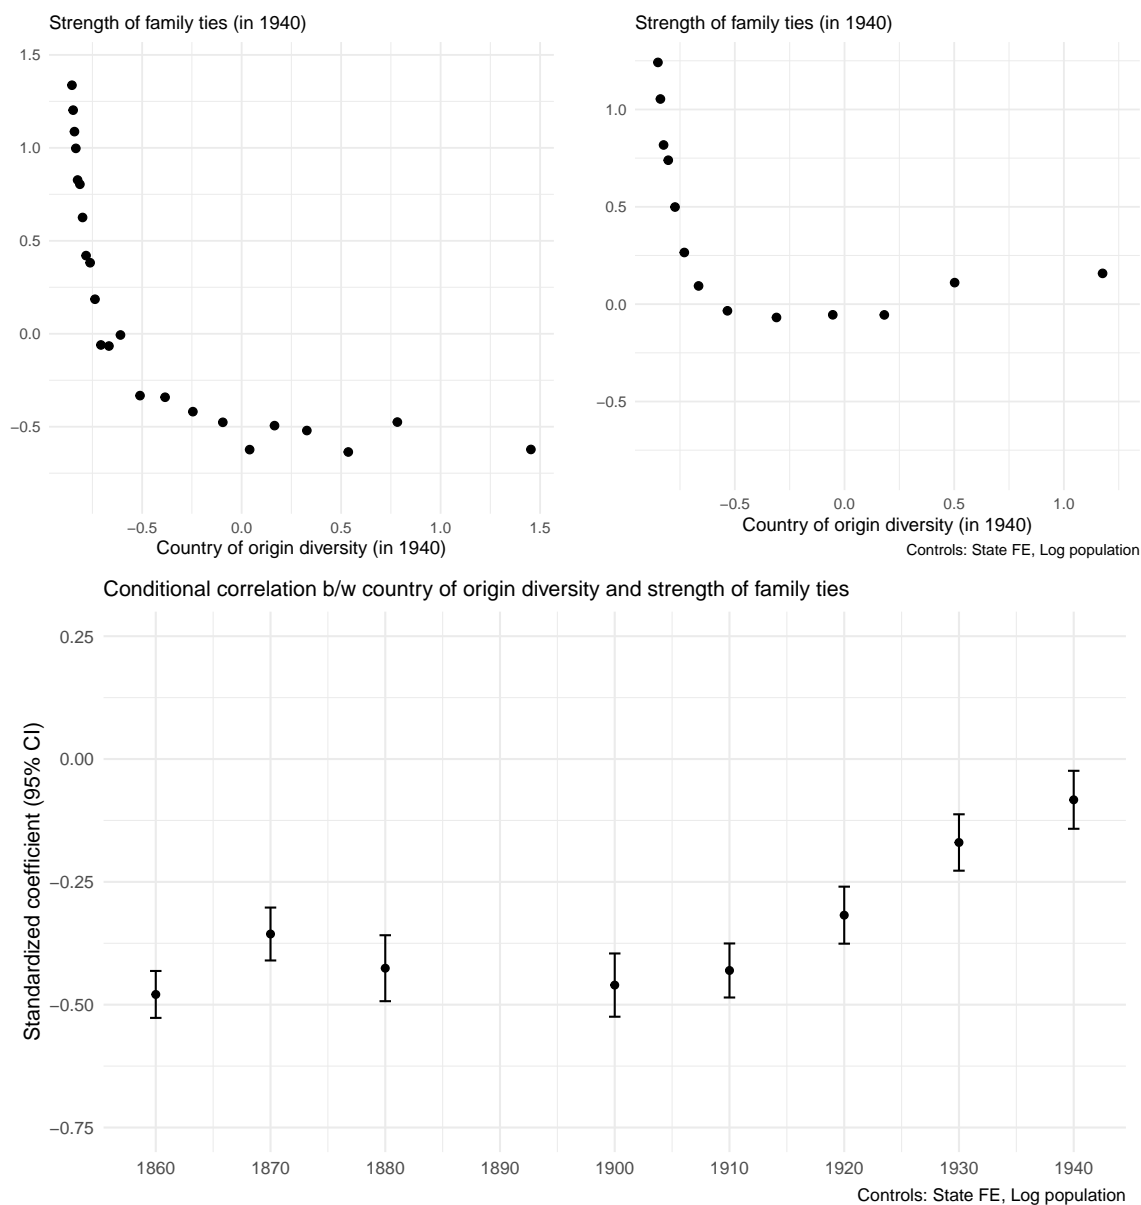 Strength of family ties (in 1940)
1.5
1.0
0.5
0.0
−0.5
−0.5 0.0 0.5 1.0 1.5
Country of origin diversity (in 1940)
Strength of family ties (in 1940)
1.0
0.5
0.0
−0.5
−0.5 0.0 0.5 1.0
Country of origin diversity (in 1940)
Controls: State FE, Log population
Conditional correlation b/w country of origin diversity and strength of family ties
Standardized coefficient (95% CI)
0.25
0.00
−0.25
−0.50
−0.75
1860 1870 1880 1890 1900 1910 1920 1930 1940
Controls: State FE, Log population